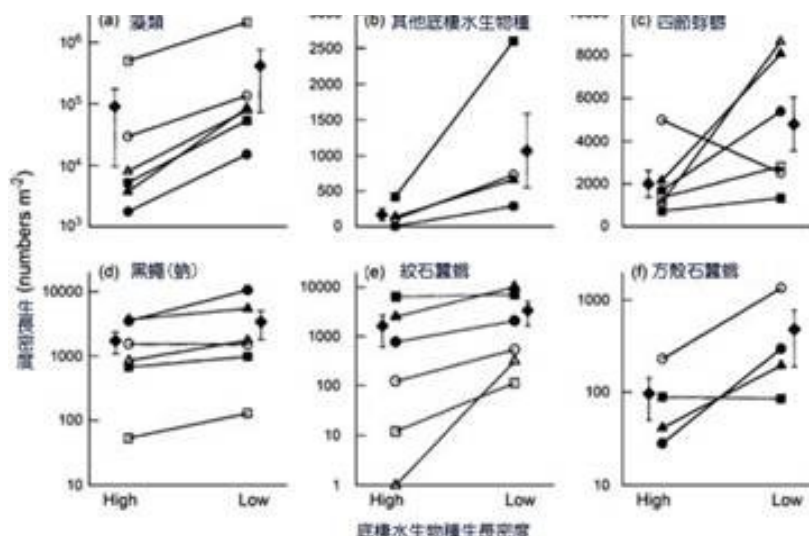 (a) 藻類
(b) 其他底棲水生物種
(c) 四節蜉蝣
10⁶
10⁵
10⁴
10³
2500
2000
1500
1000
500
0
8000
6000
4000
2000
0
(numbers m⁻²)
(d) 黑蠅(蚋)
(e) 紋石蠶蛾
(f) 方殼石蠶蛾
10000
1000
100
10
10000
1000
100
10
1
1000
100
10
High Low
High Low
High Low
底棲水生物種生長密度